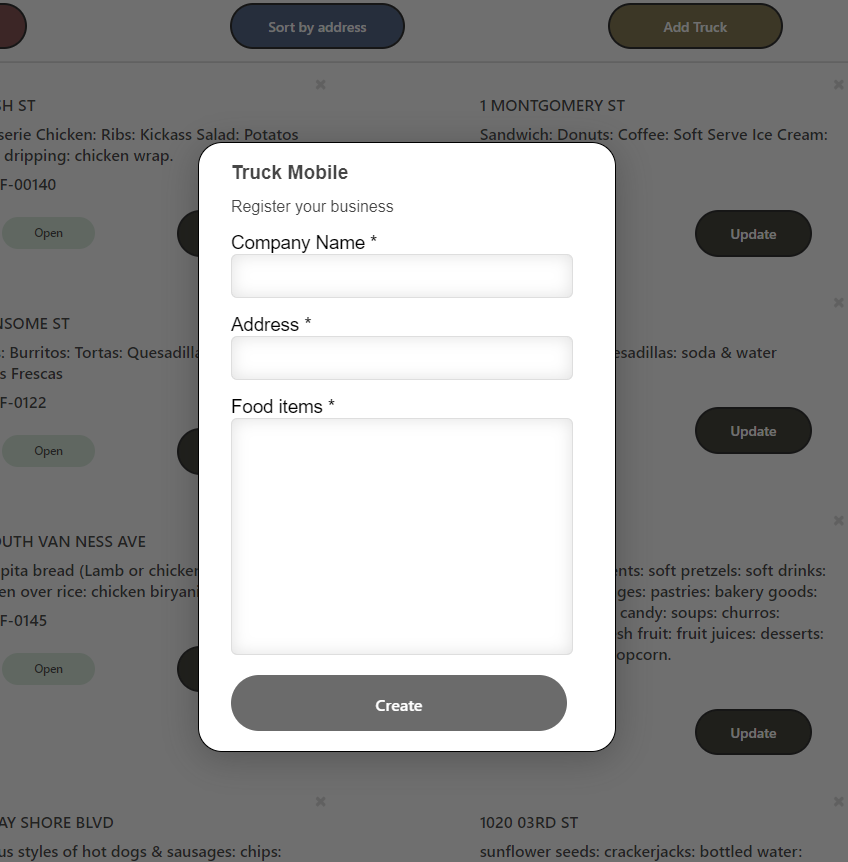 Sort by address
Add Truck
SH ST
serie Chicken: Ribs: Kickass Salad: Potatos
dripping: chicken wrap.
F-00140
Open
1 MONTGOMERY ST
Sandwich: Donuts: Coffee: Soft Serve Ice Cream:
Update
Truck Mobile
Register your business
Company Name *
Address *
Food items *
Create
NSOME ST
: Burritos: Tortas: Quesadilla
s Frescas
F-0122
Open
esadillas: soda & water
Update
UTH VAN NESS AVE
pita bread (Lamb or chicken
en over rice: chicken biryani
F-0145
Open
nts: soft pretzels: soft drinks:
ges: pastries: bakery goods:
candy: soups: churros:
sh fruit: fruit juices: desserts:
opcorn.
Update
AY SHORE BLVD
us styles of hot dogs & sausages: chips:
1020 03RD ST
sunflower seeds: crackerjacks: bottled water: